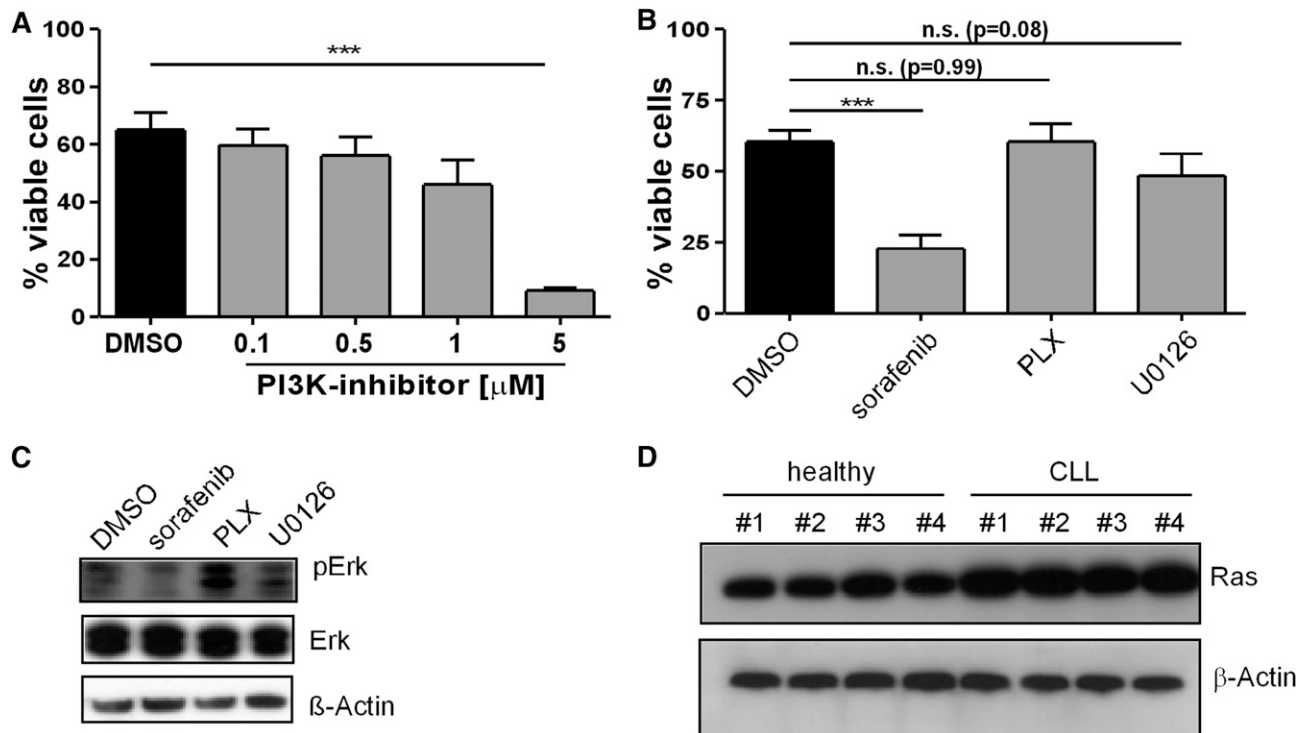 A
100
80
60
40
20
0
% viable cells
***
DMSO 0.1 0.5 1 5
PI3K-inhibitor [μM]
B
100
75
50
25
0
% viable cells
n.s. (p=0.08)
n.s. (p=0.99)
***
DMSO
sorafenib
PLX
U0126
C
DMSO
sorafenib
PLX
U0126
pErk
Erk
ß-Actin
D
healthy CLL
#1 #2 #3 #4 #1 #2 #3 #4
Ras
β-Actin